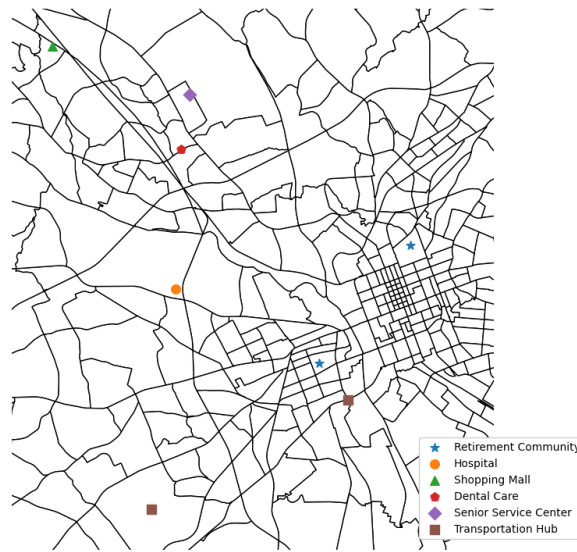 Retirement Community
Hospital
Shopping Mall
Dental Care
Senior Service Center
Transportation Hub